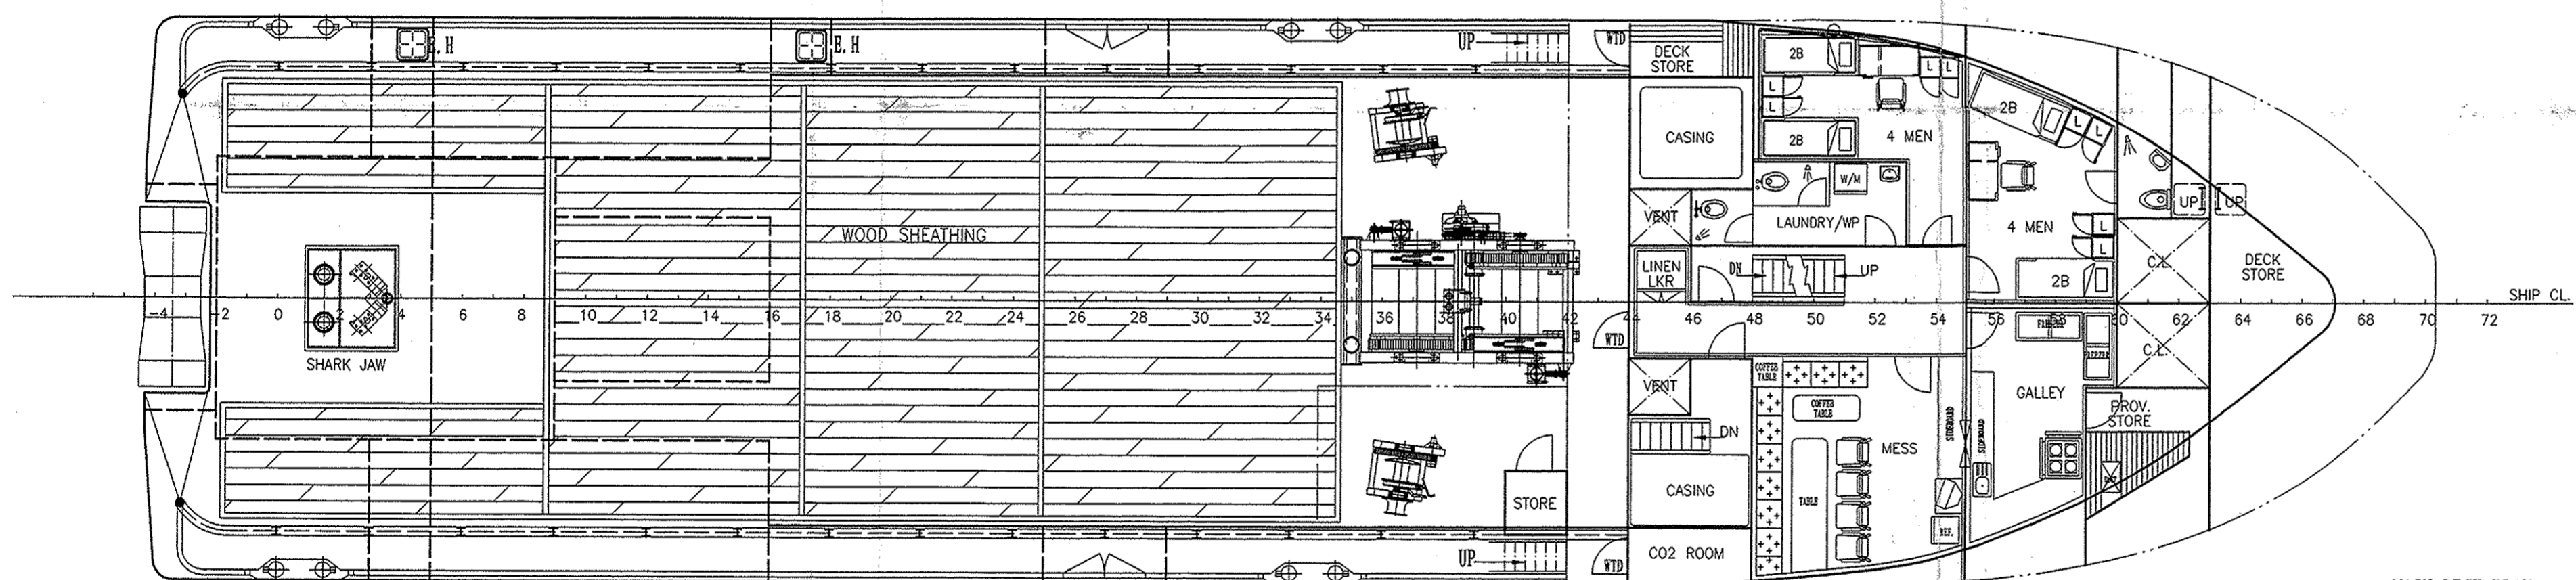 E.H
E.H
UP
WTD
DECK
STORE
2B
L
L
L
L
2B
4 MEN
CASING
2B
L
L
W/M
VENT
LAUNDRY/WP
4 MEN
L
L
UP
UP
WOOD SHEATHING
LINEN
LKR
DN
UP
2B
C.L.
DECK
STORE
SHIP CL.
-4
-2
0
2
4
6
8
10
12
14
16
18
20
22
24
26
28
30
32
34
36
38
40
42
44
46
48
50
52
54
56
58
60
62
64
66
68
70
72
WTD
SHARK JAW
C.L.
VENT
COFFEE
TABLE
COFFEE
TABLE
GALLEY
PROV.
STORE
DN
SIDEBOARD
SIDEBOARD
MESS
CASING
TABLE
STORE
REF.
UP
WTD
CO2 ROOM